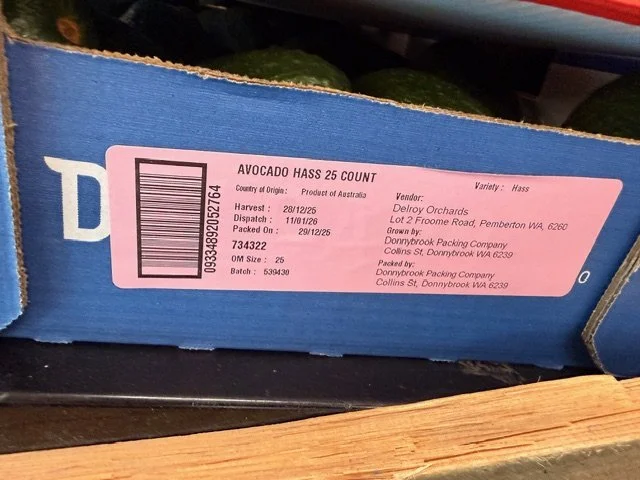 D
AVOCADO HASS 25 COUNT
Country of Origin: Product of Australia
Harvest : 28/12/25
Dispatch : 11/01/26
Packed On : 29/12/25
734322
OM Size : 25
Batch : 539430
09334892052764
Variety : Hass
Vendor:
Delroy Orchards
Lot 2 Froome Road, Pemberton WA, 6260
Grown by:
Donnybrook Packing Company
Collins St, Donnybrook WA 6239
Packed by:
Donnybrook Packing Company
Collins St, Donnybrook WA 6239
O